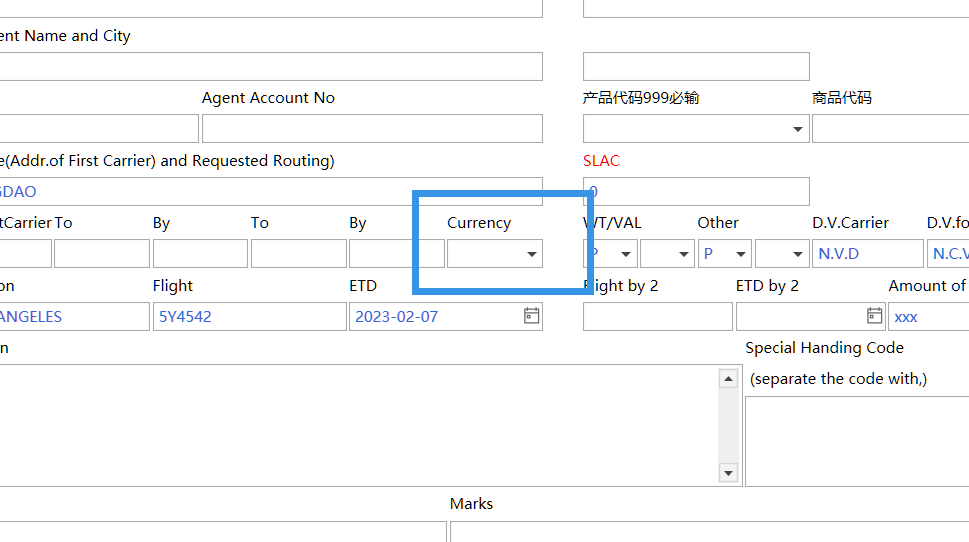 ent Name and City
Agent Account No 产品代码999必输 商品代码
e(Addr.of First Carrier) and Requested Routing) SLAC
GDAO 0
tCarrier To By To By Currency WT/VAL Other D.V.Carrier D.V.fo
P P N.V.D N.C.V
on Flight ETD light by 2 ETD by 2 Amount of
ANGELES 5Y4542 2023-02-07 xxx
n Special Handing Code
(separate the code with,)
Marks